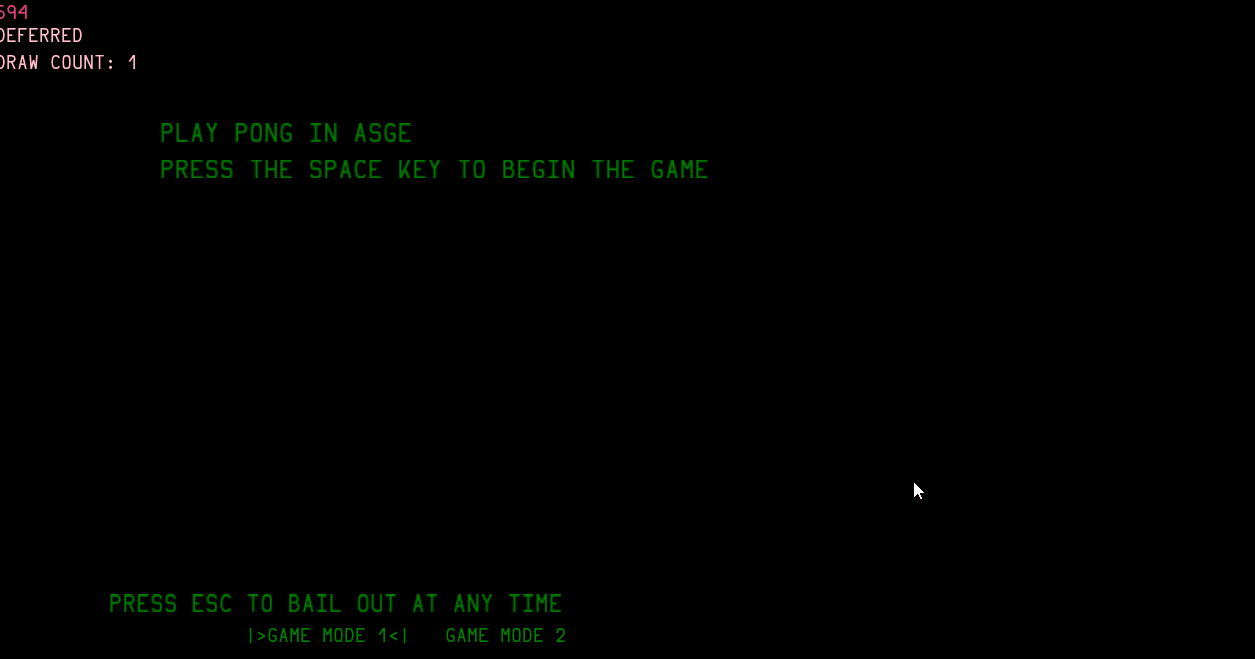 594
DEFERRED
DRAW COUNT: 1
PLAY PONG IN ASGE
PRESS THE SPACE KEY TO BEGIN THE GAME
PRESS ESC TO BAIL OUT AT ANY TIME
|>GAME MODE 1<| GAME MODE 2